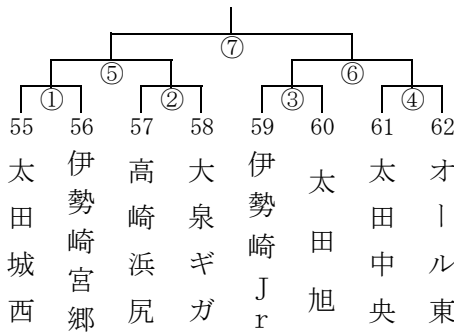 ⑦
⑤ ⑥
① ② ③ ④
55 56 57 58 59 60 61 62
太田城西
伊勢崎宮郷
高崎浜尻
大泉ギガ
伊勢崎Jr
太田旭
太田中央
オール東